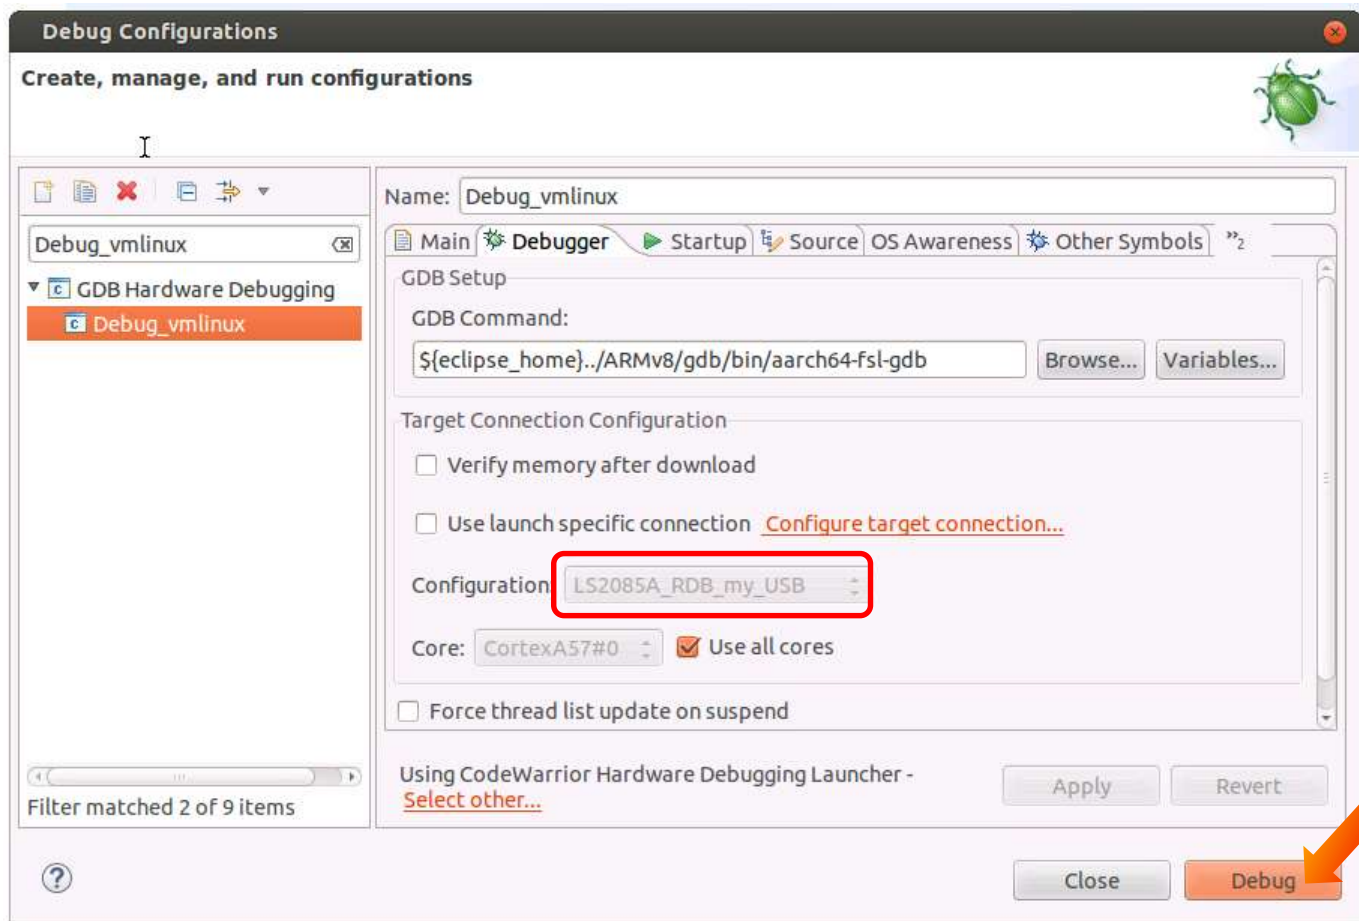 Debug Configurations
Create, manage, and run configurations
Name: Debug_vmlinux
Debug_vmlinux
GDB Hardware Debugging
Debug_vmlinux
Filter matched 2 of 9 items
Main Debugger Startup Source OS Awareness Other Symbols »2
GDB Setup
GDB Command:
${eclipse_home}../ARMv8/gdb/bin/aarch64-fsl-gdb Browse... Variables...
Target Connection Configuration
Verify memory after download
Use launch specific connection Configure target connection...
Configuration LS2085A_RDB_my_USB
Core: CortexA57#0 Use all cores
Force thread list update on suspend
Using CodeWarrior Hardware Debugging Launcher -
Select other...
Apply Revert
? Close Debug